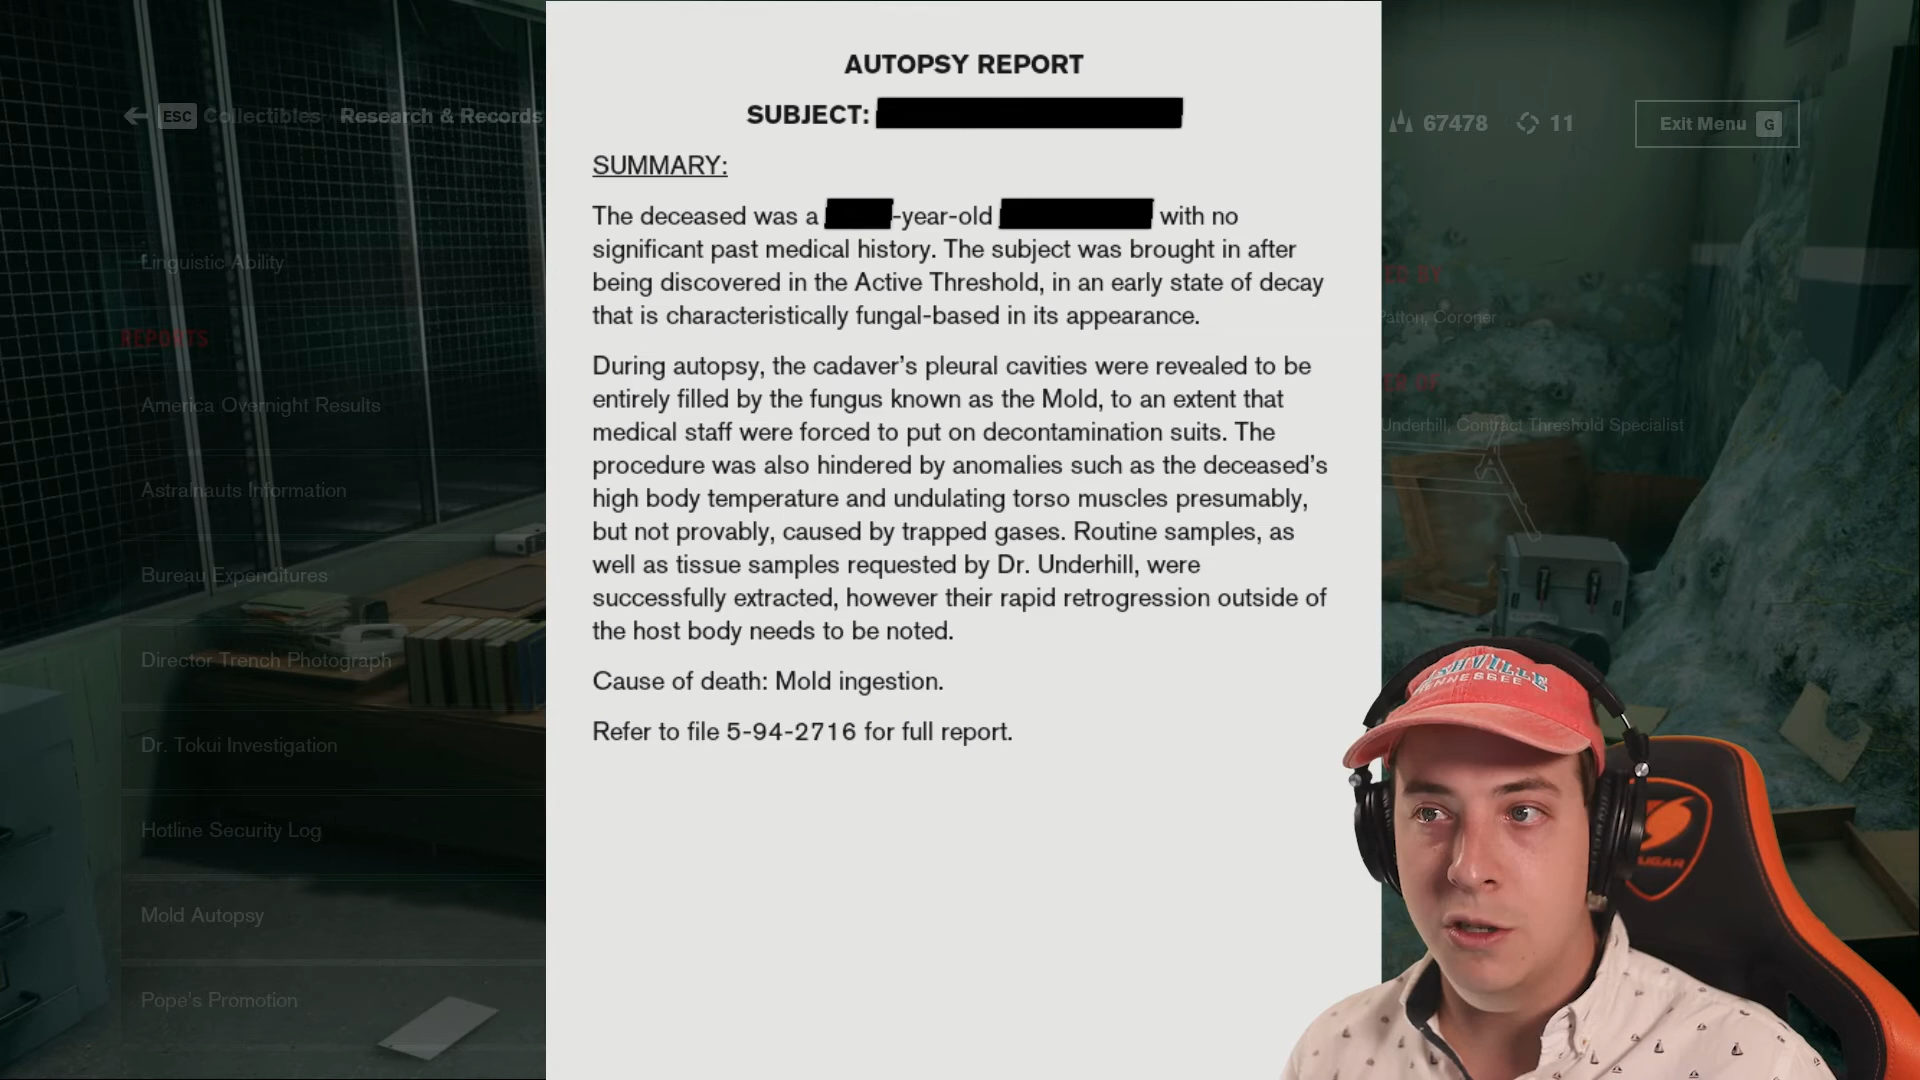 AUTOPSY REPORT
SUBJECT:
SUMMARY:
The deceased was a -year-old with no
significant past medical history. The subject was brought in after
being discovered in the Active Threshold, in an early state of decay
that is characteristically fungal-based in its appearance.
During autopsy, the cadaver's pleural cavities were revealed to be
entirely filled by the fungus known as the Mold, to an extent that
medical staff were forced to put on decontamination suits. The
procedure was also hindered by anomalies such as the deceased's
high body temperature and undulating torso muscles presumably,
but not provably, caused by trapped gases. Routine samples, as
well as tissue samples requested by Dr. Underhill, were
successfully extracted, however their rapid retrogression outside of
the host body needs to be noted.
Cause of death: Mold ingestion.
Refer to file 5-94-2716 for full report.
ESC Collectibles Research & Records
Linguistic Ability
REPORTS
America Overnight Results
Astralnauts Information
Bureau Expenditures
Director Trench Photograph
Dr. Tokui Investigation
Hotline Security Log
Mold Autopsy
Pope's Promotion
67478 11
Exit Menu G
ED BY
Patton, Coroner
ER OF
Underhill, Contract Threshold Specialist
TENNESSEE